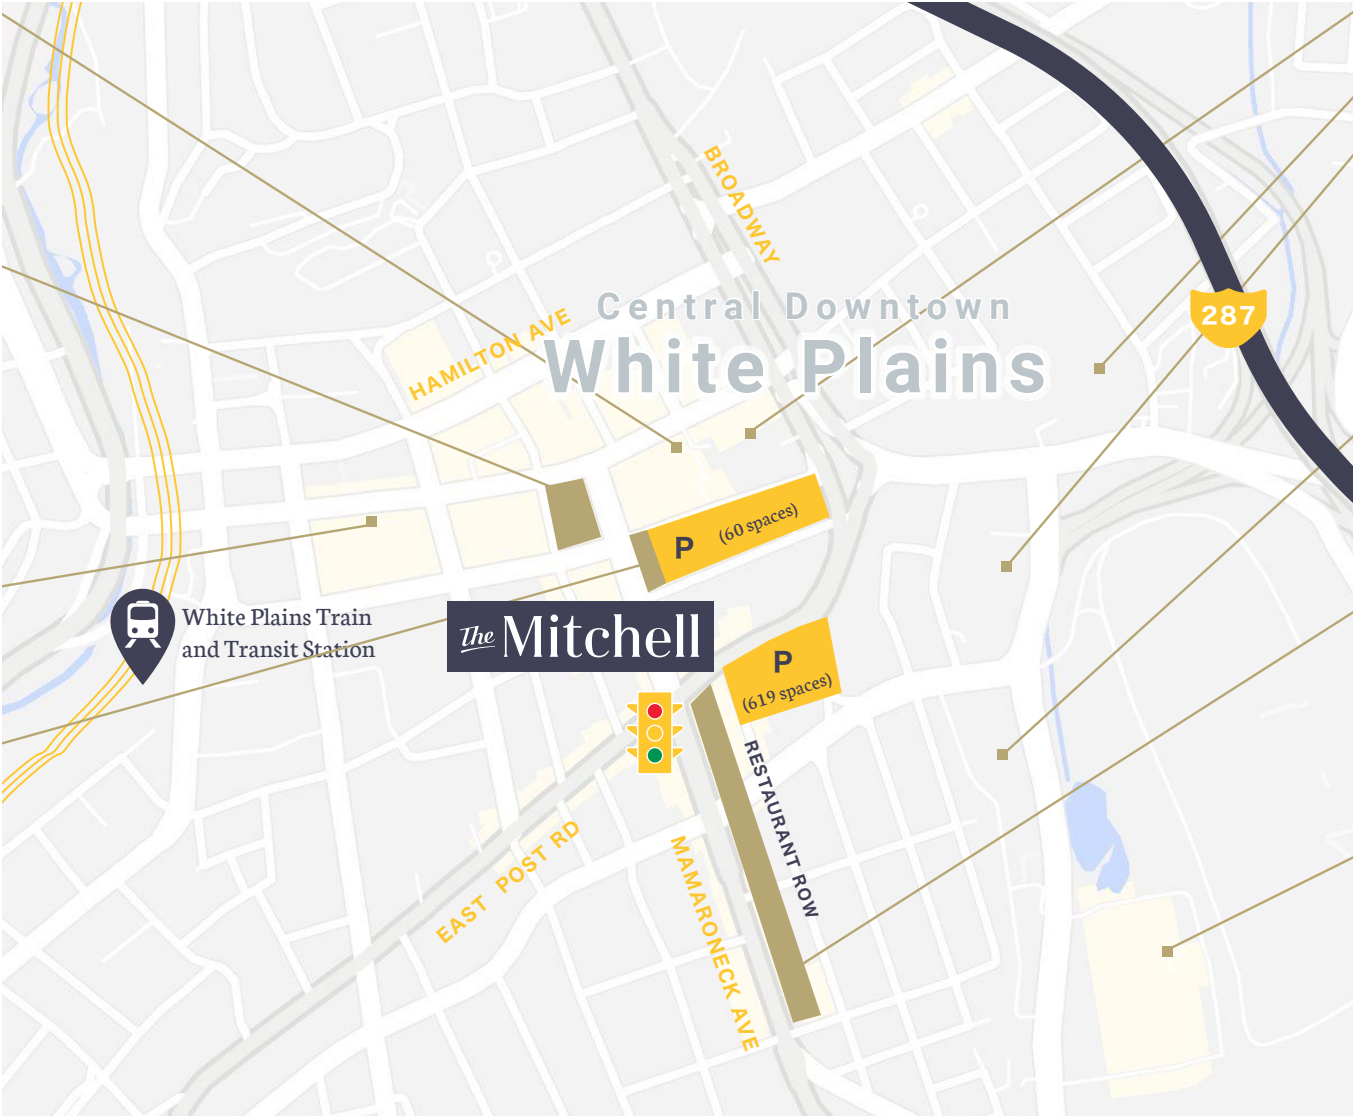 BROADWAY
Central Downtown
White Plains
HAMILTON AVE
287
P
(60 spaces)
White Plains Train
and Transit Station
The Mitchell
P
(619 spaces)
RESTAURANT ROW
EAST POST RD
MAMARONECK AVE